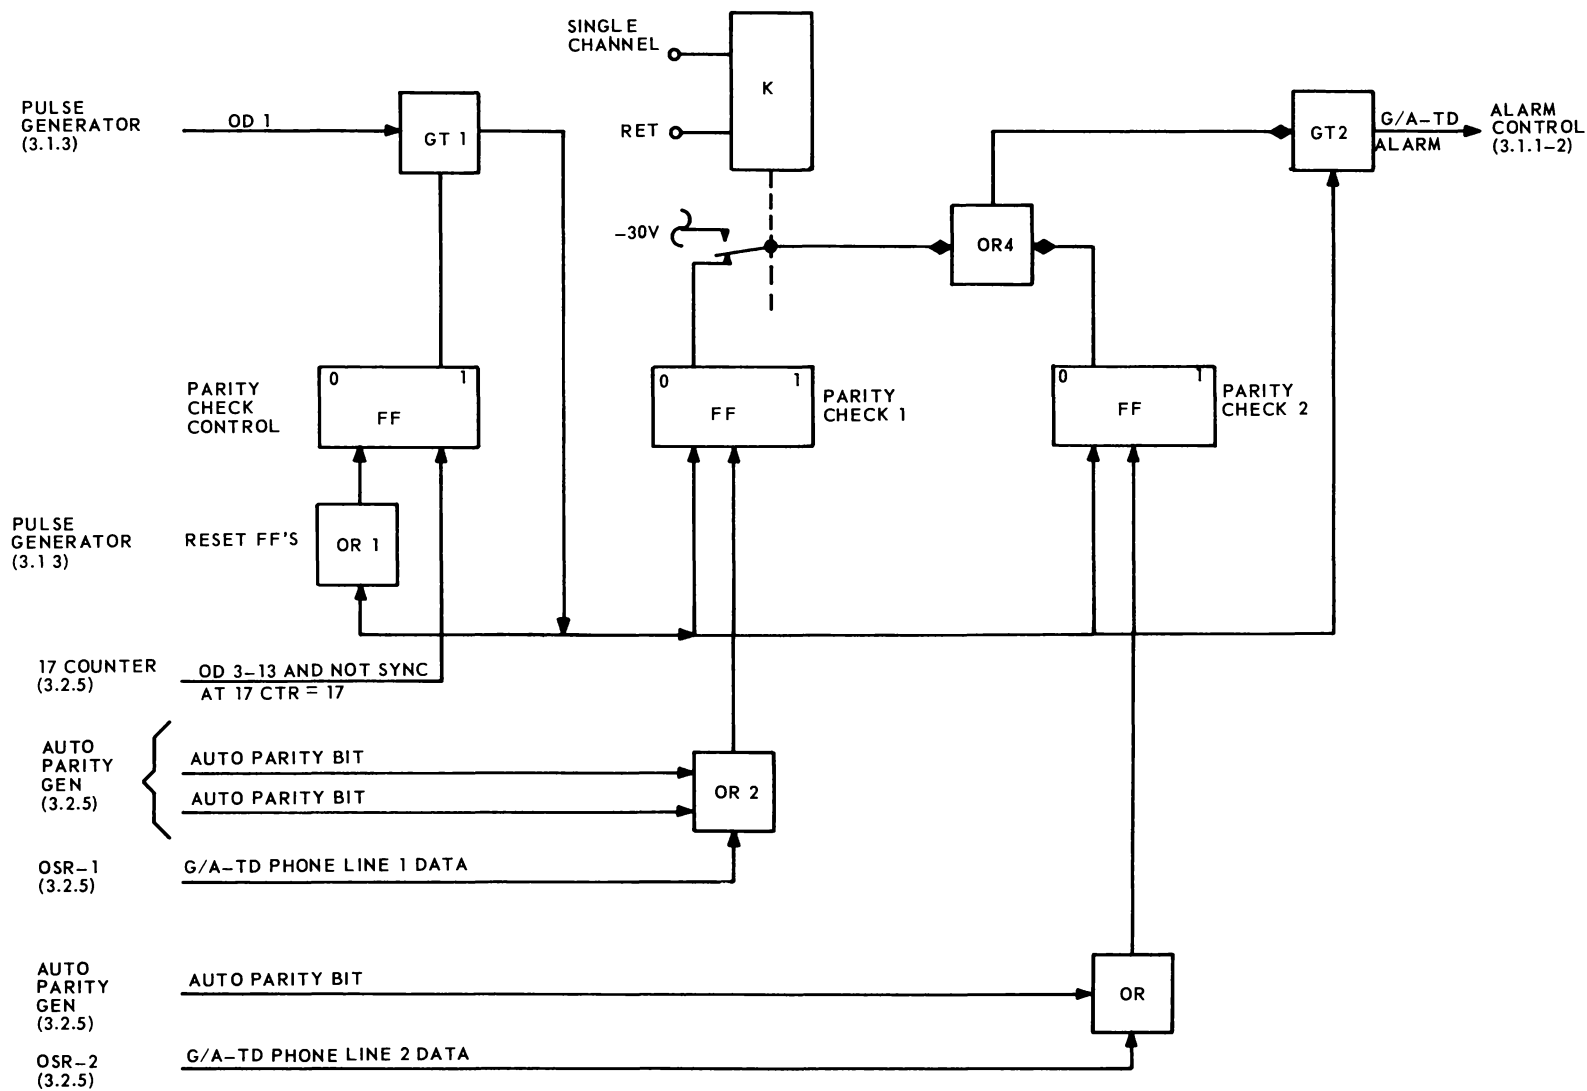 SINGLE
CHANNEL
K
RET
PULSE
GENERATOR
(3.1.3)
OD 1
GT 1
GT2
G/A-TD
ALARM
ALARM
CONTROL
(3.1.1-2)
-30V
OR4
PARITY
CHECK
CONTROL
0 1
FF
0 1
FF
PARITY
CHECK 1
0 1
FF
PARITY
CHECK 2
PULSE
GENERATOR
(3.1 3)
RESET FF'S
OR 1
17 COUNTER
(3.2.5)
OD 3-13 AND NOT SYNC
AT 17 CTR = 17
AUTO
PARITY
GEN
(3.2.5)
AUTO PARITY BIT
AUTO PARITY BIT
OR 2
OSR-1
(3.2.5)
G/A-TD PHONE LINE 1 DATA
AUTO
PARITY
GEN
(3.2.5)
AUTO PARITY BIT
OR
OSR-2
(3.2.5)
G/A-TD PHONE LINE 2 DATA